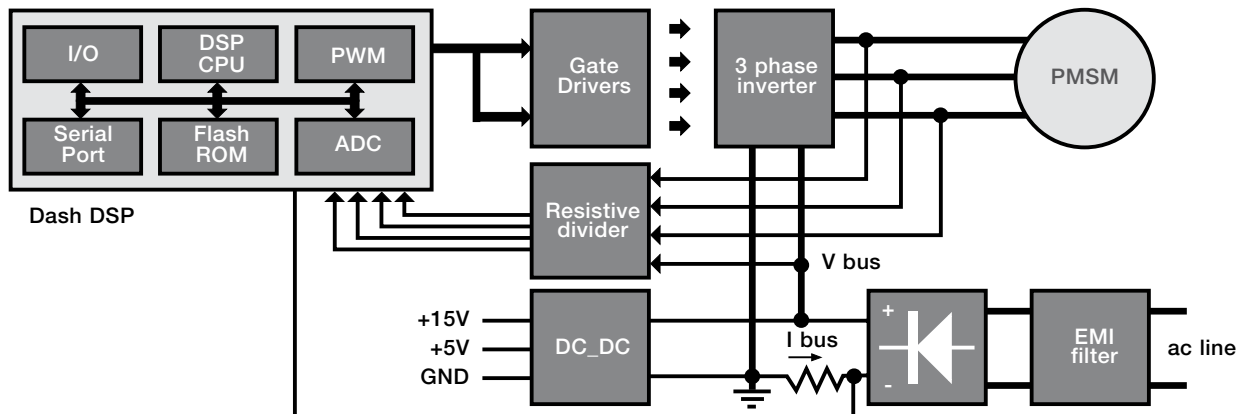 I/O
DSP
CPU
PWM
Serial
Port
Flash
ROM
ADC
Dash DSP
Gate
Drivers
3 phase
inverter
PMSM
Resistive
divider
V bus
+15V
+5V
GND
DC_DC
I bus
+
-
EMI
filter
ac line